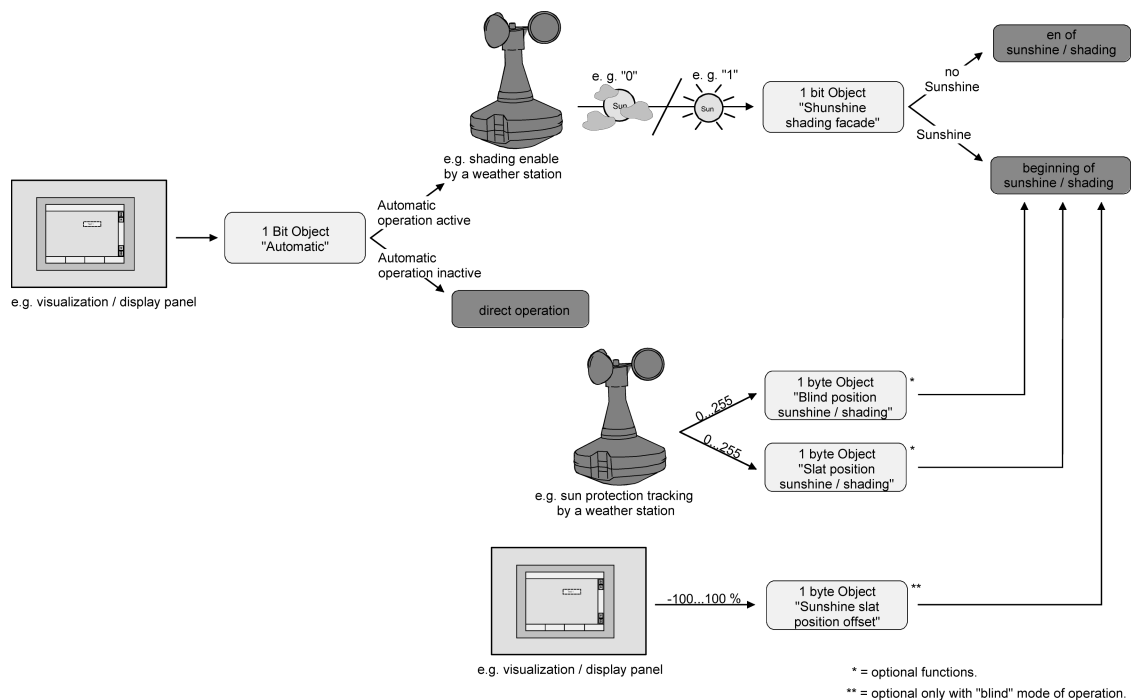 en of
sunshine / shading
e. g. "0"
e. g. "1"
no
Sunshine
Sun
Sun
1 bit Object
"Shunshine
shading facade"
Sunshine
e.g. shading enable
by a weather station
beginning of
sunshine / shading
Automatic
operation active
1 Bit Object
"Automatic"
Automatic
operation inactive
e.g. visualization / display panel
direct operation
0...255
1 byte Object
"Blind position
sunshine / shading"
*
0...255
1 byte Object
"Slat position
sunshine / shading"
*
e.g. sun protection tracking
by a weather station
-100...100 %
1 byte Object
"Sunshine slat
position offset"
**
e.g. visualization / display panel
* = optional functions.
** = optional only with "blind" mode of operation.